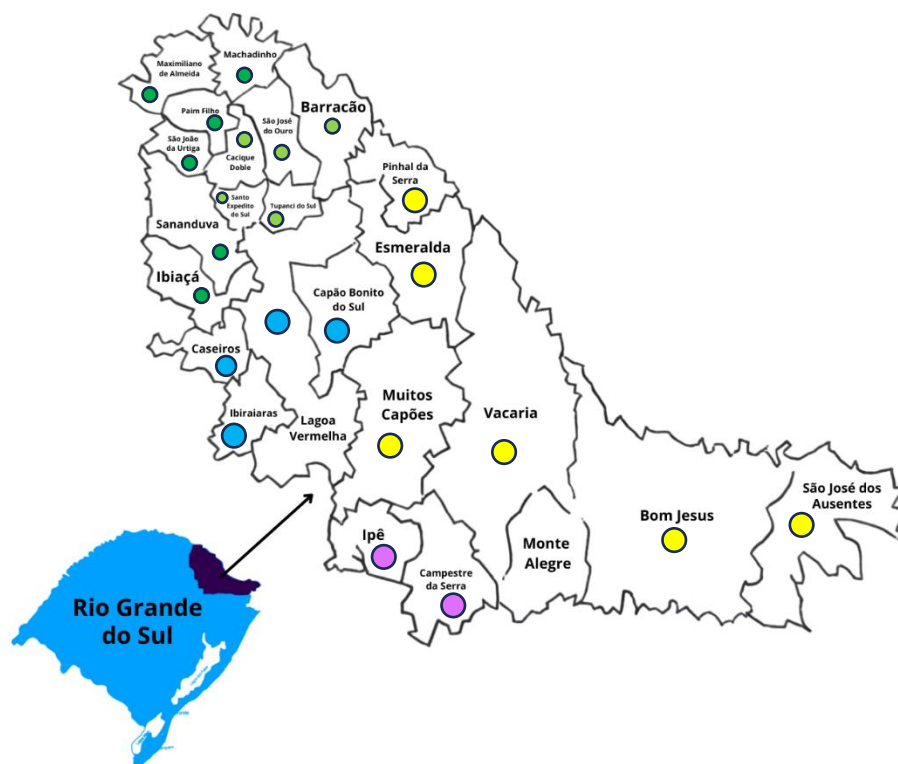 Machadinho
Maximiliano
de Almeida
Barracão
Paim Filho
São José
do Ouro
São João
da Urtiga
Cacique
Doble
Pinhal da
Serra
Santo
Expedito
do Sul
Tupanci do Sul
Sananduva
Esmeralda
Ibiaçá
Capão Bonito
do Sul
Caseiros
Muitos
Capões
Vacaria
Ibiraiaras
Lagoa
Vermelha
São José dos
Ausentes
Bom Jesus
Ipê
Monte
Alegre
Campestre
da Serra
Rio Grande
do Sul